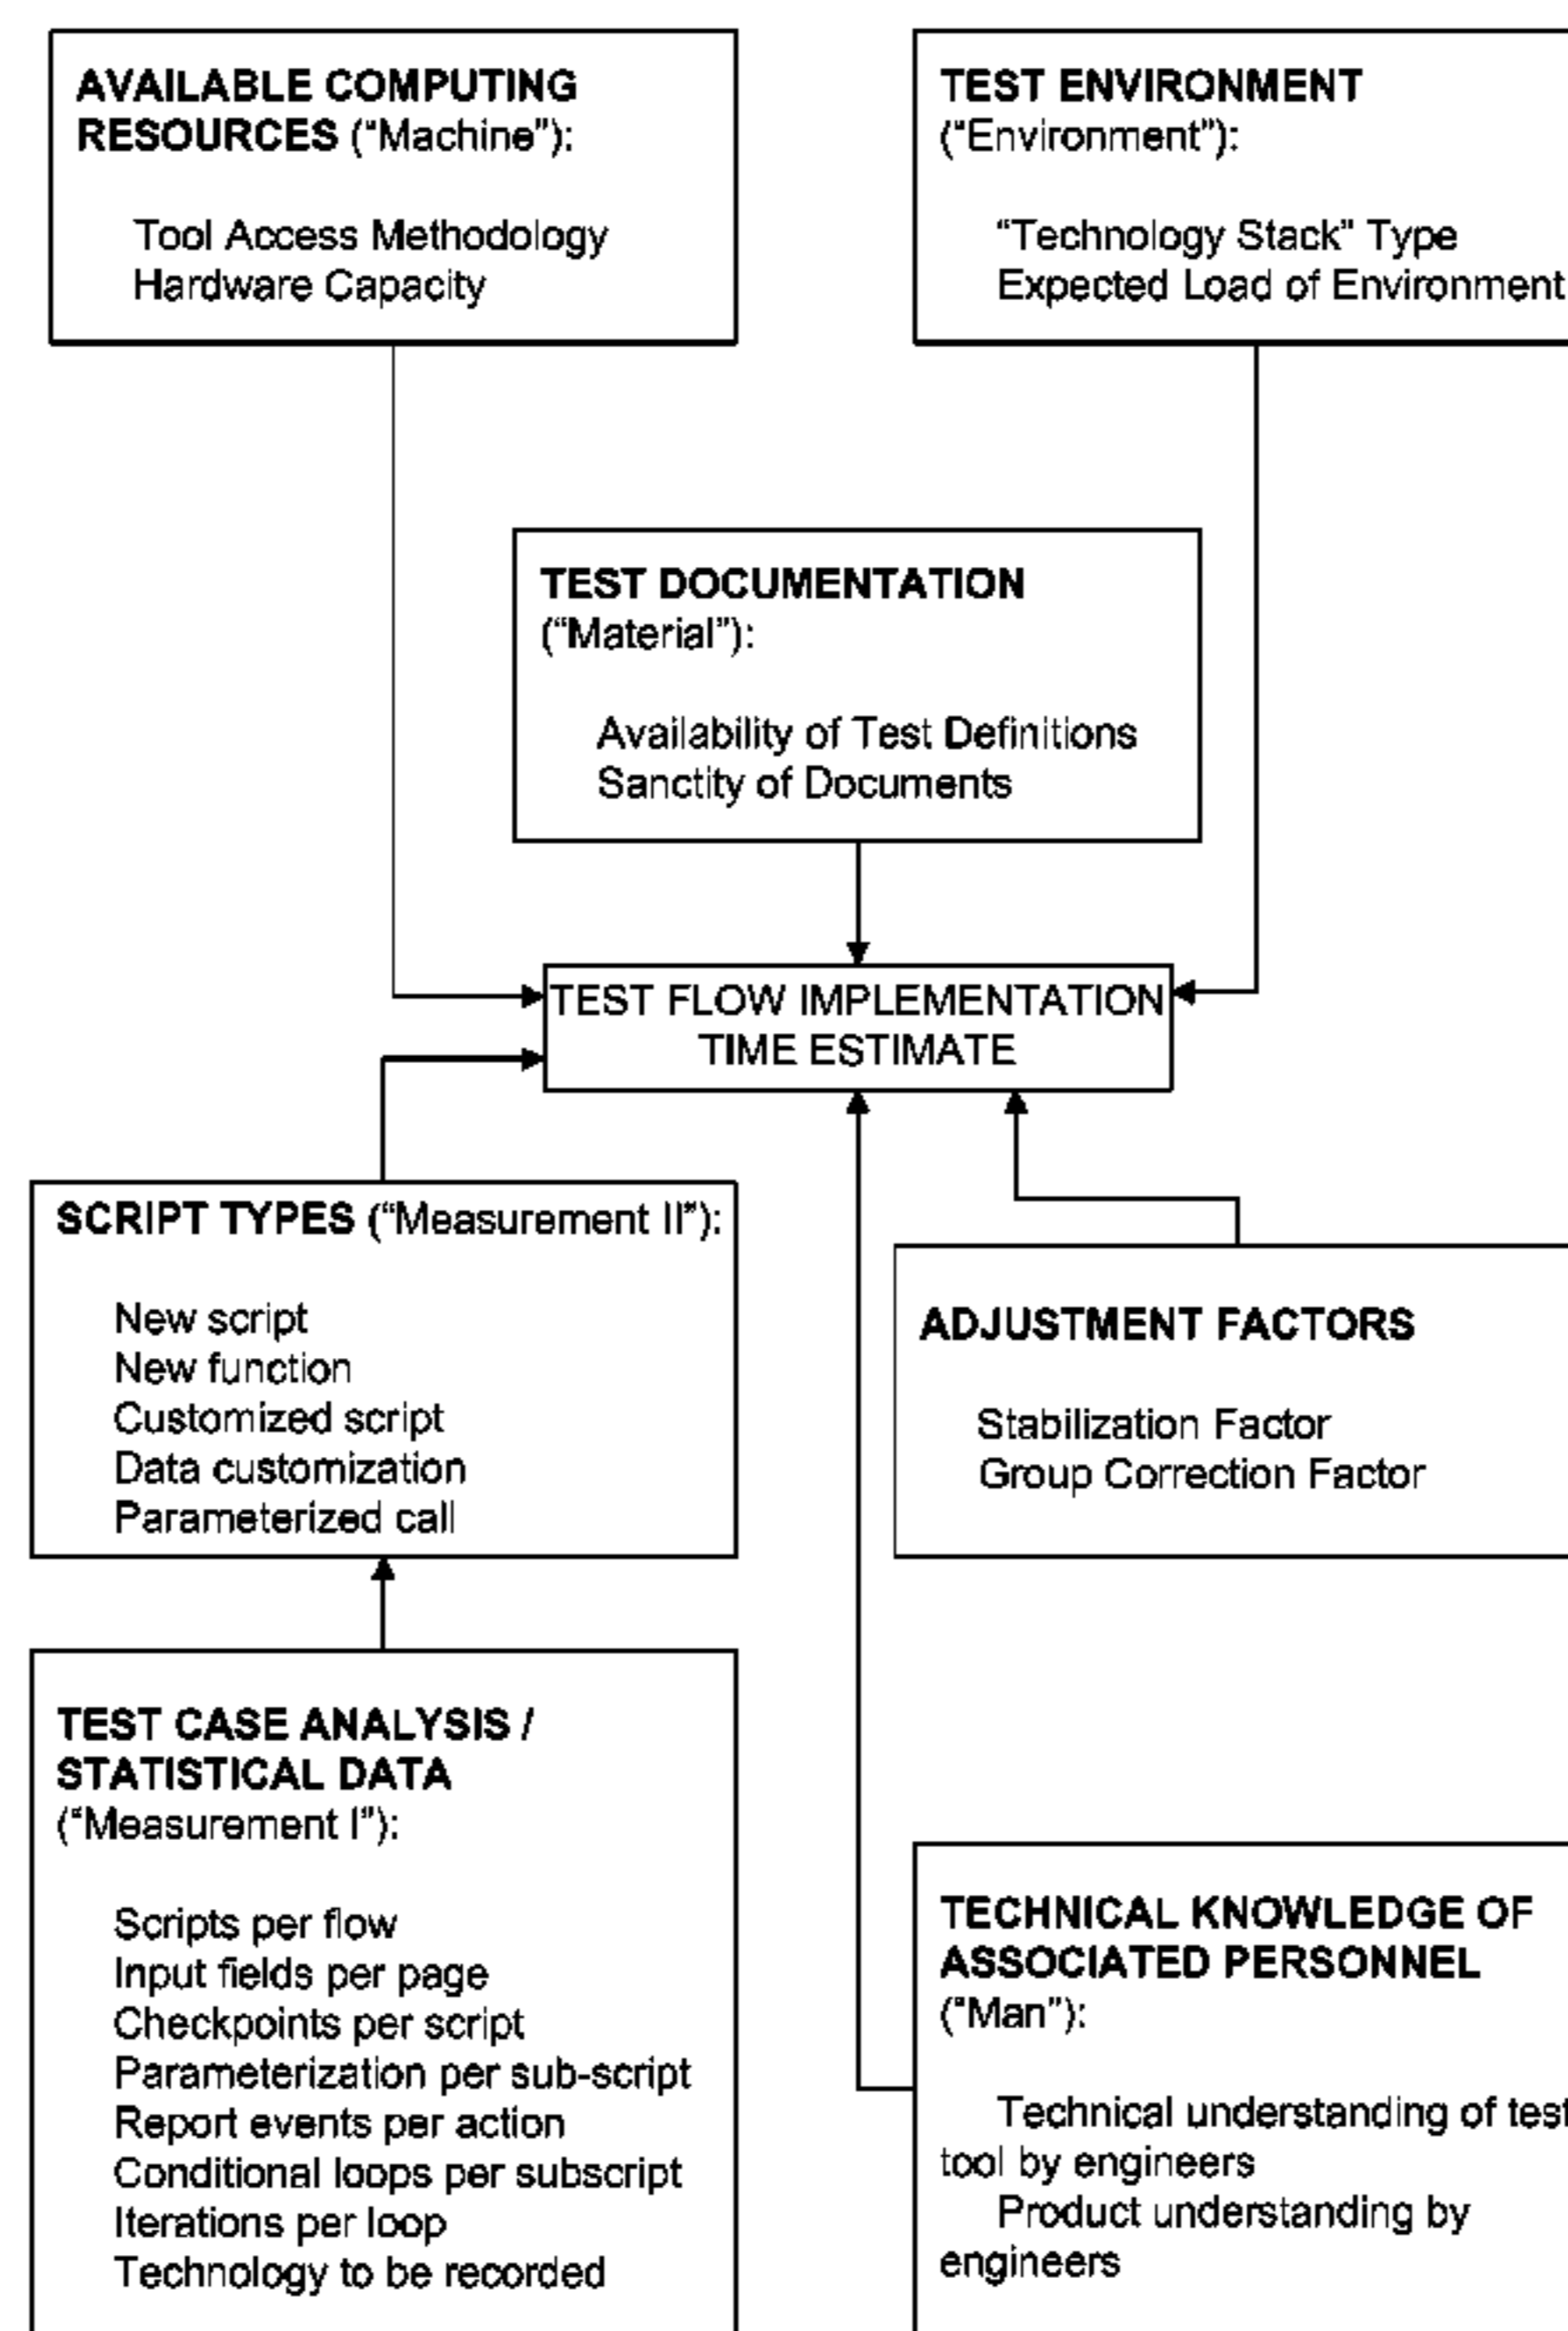 AVAILABLE COMPUTING
RESOURCES ("Machine"):
Tool Access Methodology
Hardware Capacity
TEST ENVIRONMENT
("Environment"):
"Technology Stack" Type
Expected Load of Environment
TEST DOCUMENTATION
("Material"):
Availability of Test Definitions
Sanctity of Documents
TEST FLOW IMPLEMENTATION
TIME ESTIMATE
SCRIPT TYPES ("Measurement II"):
New script
New function
Customized script
Data customization
Parameterized call
ADJUSTMENT FACTORS
Stabilization Factor
Group Correction Factor
TEST CASE ANALYSIS /
STATISTICAL DATA
("Measurement I"):
Scripts per flow
Input fields per page
Checkpoints per script
Parameterization per sub-script
Report events per action
Conditional loops per subscript
Iterations per loop
Technology to be recorded
TECHNICAL KNOWLEDGE OF
ASSOCIATED PERSONNEL
("Man"):
Technical understanding of test
tool by engineers
Product understanding by
engineers